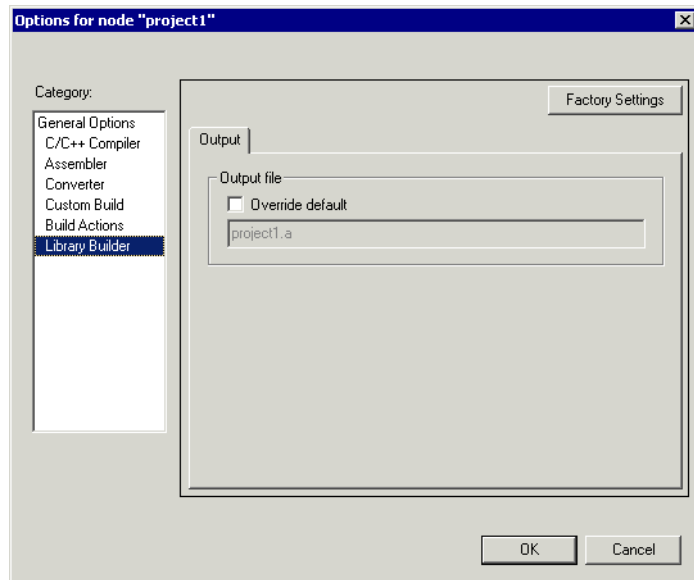 Options for node "project1"
Category:
Factory Settings
General Options
C/C++ Compiler
Assembler
Converter
Custom Build
Build Actions
Library Builder
Output
Output file
Override default
project1.a
OK
Cancel